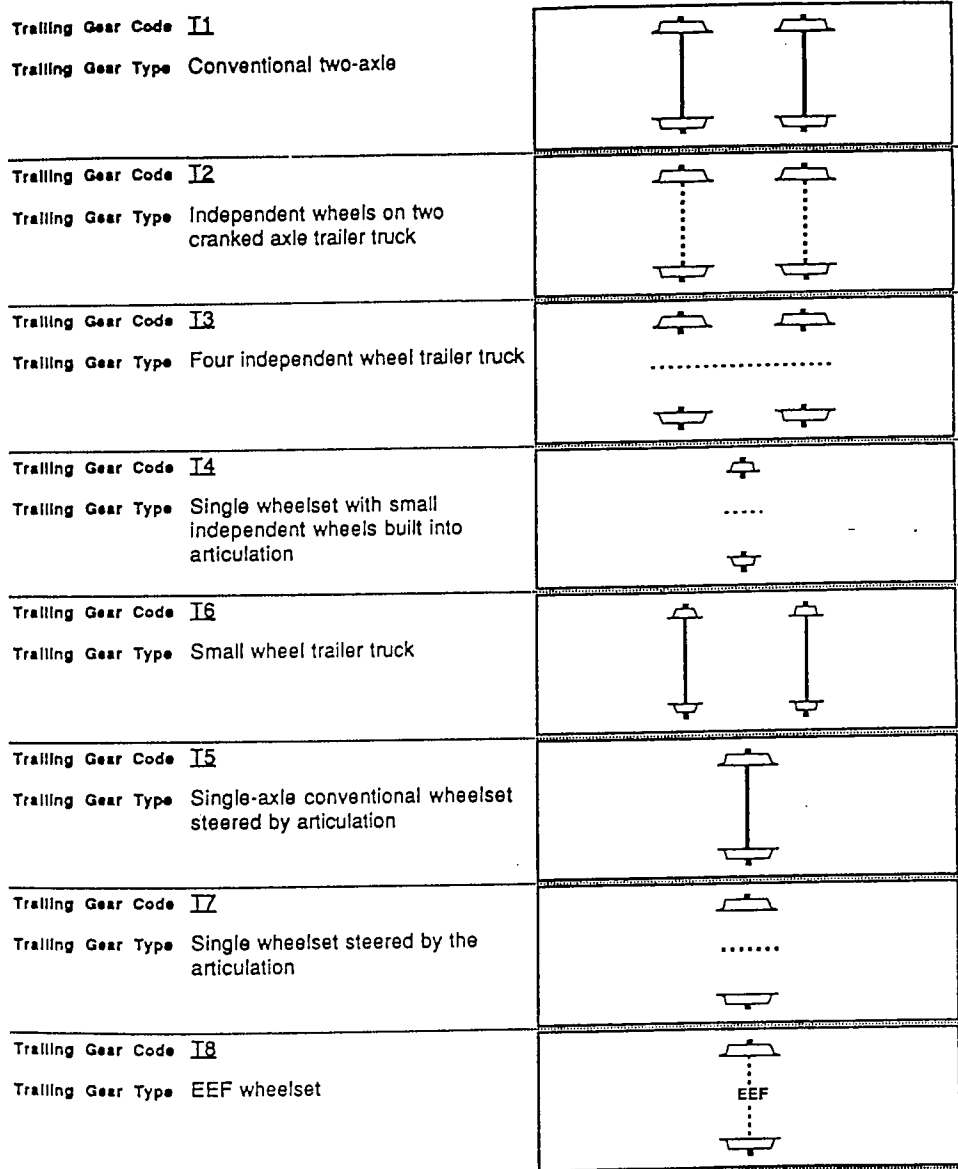 Trailing Gear Code T1
Trailing Gear Type Conventional two-axle
Trailing Gear Code T2
Trailing Gear Type Independent wheels on two
cranked axle trailer truck
Trailing Gear Code T3
Trailing Gear Type Four independent wheel trailer truck
Trailing Gear Code T4
Trailing Gear Type Single wheelset with small
independent wheels built into
articulation
Trailing Gear Code T6
Trailing Gear Type Small wheel trailer truck
Trailing Gear Code T5
Trailing Gear Type Single-axle conventional wheelset
steered by articulation
Trailing Gear Code T7
Trailing Gear Type Single wheelset steered by the
articulation
Trailing Gear Code T8
Trailing Gear Type EEF wheelset
EEF